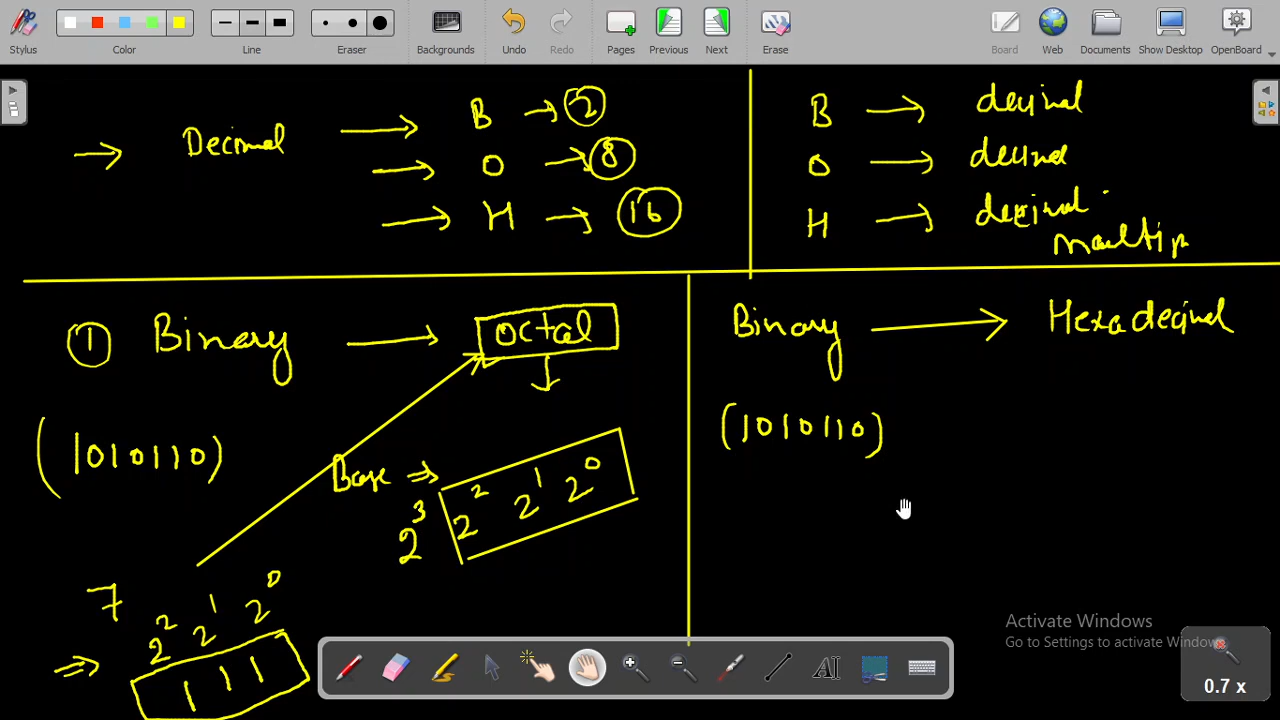 Stylus Color Line Eraser Backgrounds Undo Redo Pages Previous Next Erase Board Web Documents Show Desktop OpenBoard
→ Decimal → B → 2
→ O → 8
→ H → 16
B → decimal
O → decimal
H → decimal
multip
① Binary → octal
(1010110)
Base ⇒
2³ 2² 2¹ 2⁰
7
2² 2¹ 2⁰
⇒ 1 1 1
Binary → Hexadecimal
(1010110)
Activate Windows
Go to Settings to activate Windows.
0.7 x